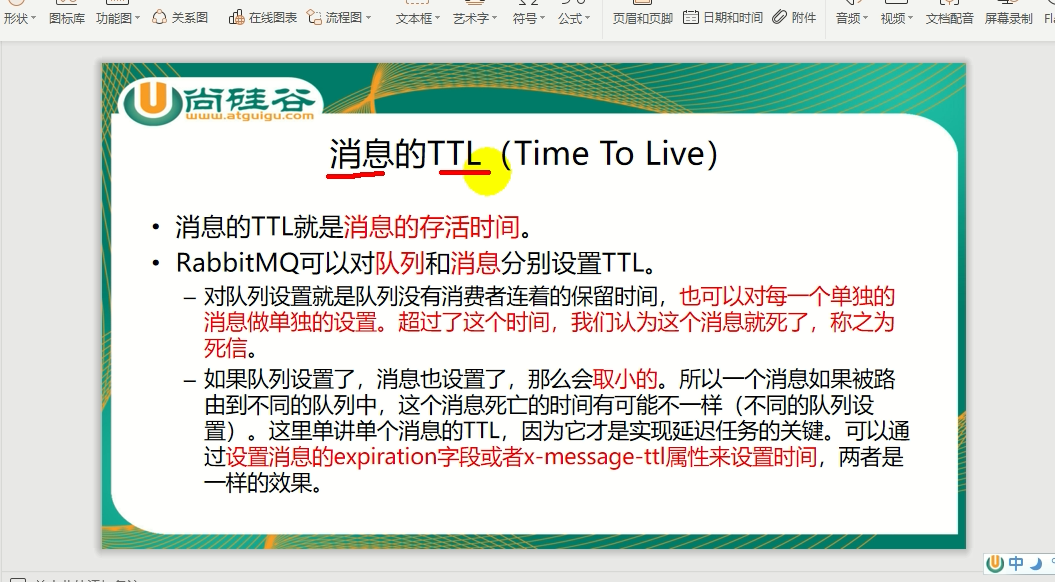 形状 图标库 功能图 关系图 在线图表 流程图 文本框 艺术字 符号 公式 页眉和页脚 日期和时间 附件 音频 视频 文档配音 屏幕录制
尚硅谷
www.atguigu.com
消息的TTL（Time To Live）
• 消息的TTL就是消息的存活时间。
• RabbitMQ可以对队列和消息分别设置TTL。
– 对队列设置就是队列没有消费者连着的保留时间，也可以对每一个单独的
消息做单独的设置。超过了这个时间，我们认为这个消息就死了，称之为
死信。
– 如果队列设置了，消息也设置了，那么会取小的。所以一个消息如果被路
由到不同的队列中，这个消息死亡的时间有可能不一样（不同的队列设
置）。这里单讲单个消息的TTL，因为它才是实现延迟任务的关键。可以通
过设置消息的expiration字段或者x-message-ttl属性来设置时间，两者是
一样的效果。
中